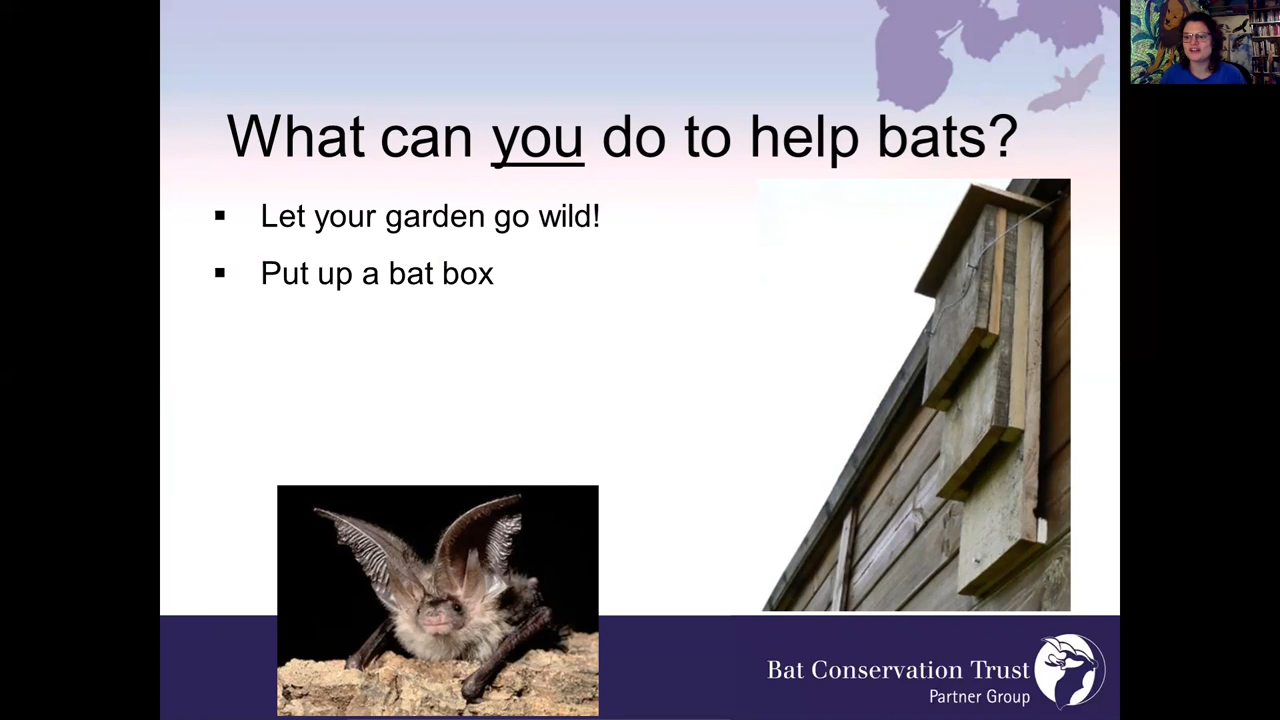 What can you do to help bats?
▪ Let your garden go wild!
▪ Put up a bat box
Bat Conservation Trust
Partner Group